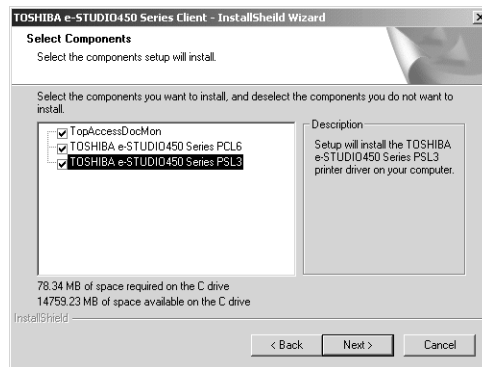 TOSHIBA e-STUDIO450 Series Client - InstallSheild Wizard
Select Components
Select the components setup will install.
Select the components you want to install, and deselect the components you do not want to
install.
TopAccessDocMon
TOSHIBA e-STUDIO450 Series PCL6
TOSHIBA e-STUDIO450 Series PSL3
Description
Setup will install the TOSHIBA
e-STUDIO450 Series PSL3
printer driver on your computer.
78.34 MB of space required on the C drive
14759.23 MB of space available on the C drive
InstallShield
< Back
Next >
Cancel